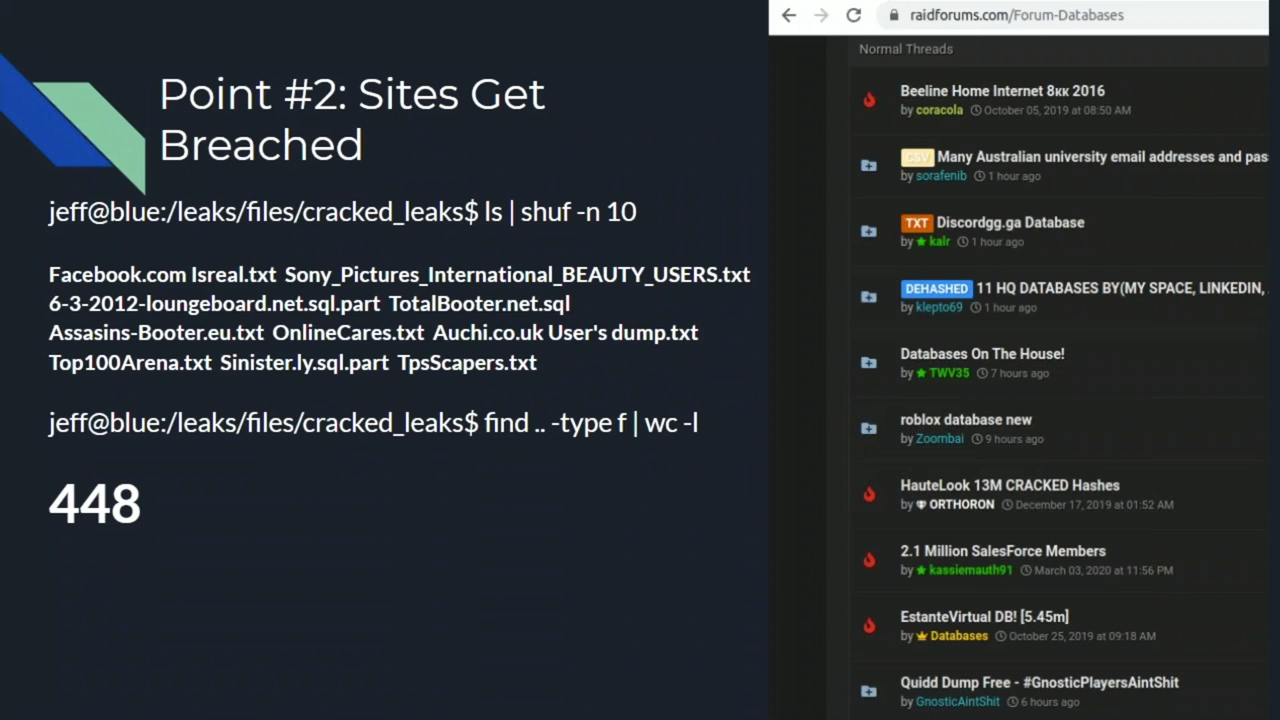 Point #2: Sites Get
Breached
jeff@blue:/leaks/files/cracked_leaks$ ls | shuf -n 10
Facebook.com Isreal.txt Sony_Pictures_International_BEAUTY_USERS.txt
6-3-2012-loungeboard.net.sql.part TotalBooter.net.sql
Assasins-Booter.eu.txt OnlineCares.txt Auchi.co.uk User's dump.txt
Top100Arena.txt Sinister.ly.sql.part TpsScapers.txt
jeff@blue:/leaks/files/cracked_leaks$ find .. -type f | wc -l
448
raidforums.com/Forum-Databases
Normal Threads
Beeline Home Internet 8кк 2016
by coracola October 05, 2019 at 08:50 AM
CSV Many Australian university email addresses and pas
by sorafenib 1 hour ago
TXT Discordgg.ga Database
by kalr 1 hour ago
DEHASHED 11 HQ DATABASES BY(MY SPACE, LINKEDIN,
by klepto69 1 hour ago
Databases On The House!
by TWV35 7 hours ago
roblox database new
by Zoombai 9 hours ago
HauteLook 13M CRACKED Hashes
by ORTHORON December 17, 2019 at 01:52 AM
2.1 Million SalesForce Members
by kassiemauth91 March 03, 2020 at 11:56 PM
EstanteVirtual DB! [5.45m]
by Databases October 25, 2019 at 09:18 AM
Quidd Dump Free - #GnosticPlayersAintShit
by GnosticAintShit 6 hours ago